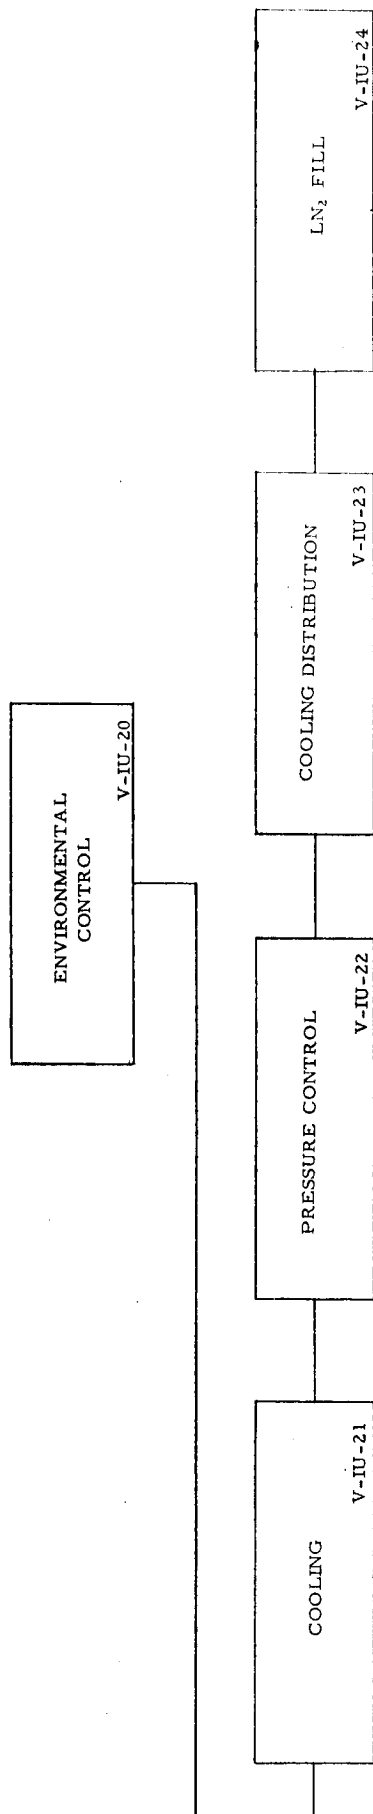 ENVIRONMENTAL
CONTROL
V-IU-20
COOLING
V-IU-21
PRESSURE CONTROL
V-IU-22
COOLING DISTRIBUTION
V-IU-23
LN₂ FILL
V-IU-24